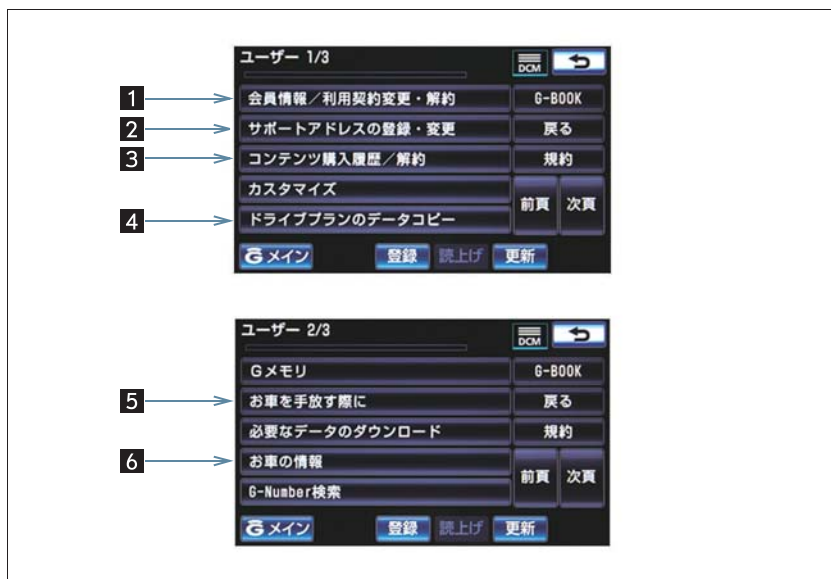 ユーザー 1/3
DCM
1 会員情報／利用契約変更・解約 G-BOOK
2 サポートアドレスの登録・変更 戻る
3 コンテンツ購入履歴／解約 規約
カスタマイズ 前頁 次頁
4 ドライブプランのデータコピー
G メイン 登録 読上げ 更新
ユーザー 2/3
DCM
Gメモリ G-BOOK
5 お車を手放す際に 戻る
必要なデータのダウンロード 規約
6 お車の情報 前頁 次頁
G-Number検索
G メイン 登録 読上げ 更新